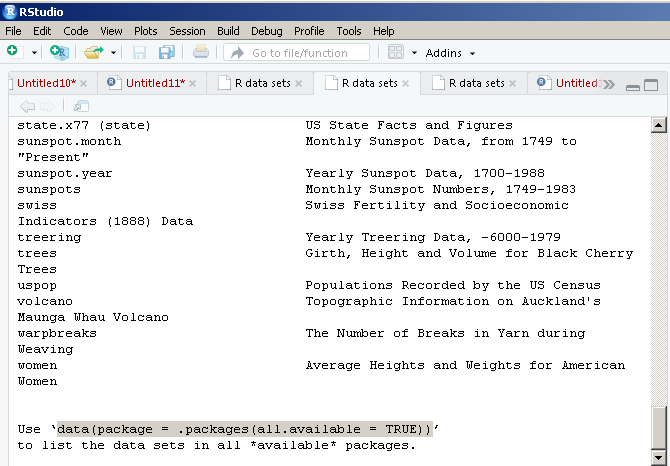 RStudio
File Edit Code View Plots Session Build Debug Profile Tools Help
Go to file/function Addins
Untitled10* R Untitled11* R data sets R data sets R data sets R Untitled
state.x77 (state) US State Facts and Figures
sunspot.month Monthly Sunspot Data, from 1749 to
"Present"
sunspot.year Yearly Sunspot Data, 1700-1988
sunspots Monthly Sunspot Numbers, 1749-1983
swiss Swiss Fertility and Socioeconomic
Indicators (1888) Data
treering Yearly Treering Data, -6000-1979
trees Girth, Height and Volume for Black Cherry
Trees
uspop Populations Recorded by the US Census
volcano Topographic Information on Auckland's
Maunga Whau Volcano
warpbreaks The Number of Breaks in Yarn during
Weaving
women Average Heights and Weights for American
Women
Use ‘data(package = .packages(all.available = TRUE))’
to list the data sets in all *available* packages.